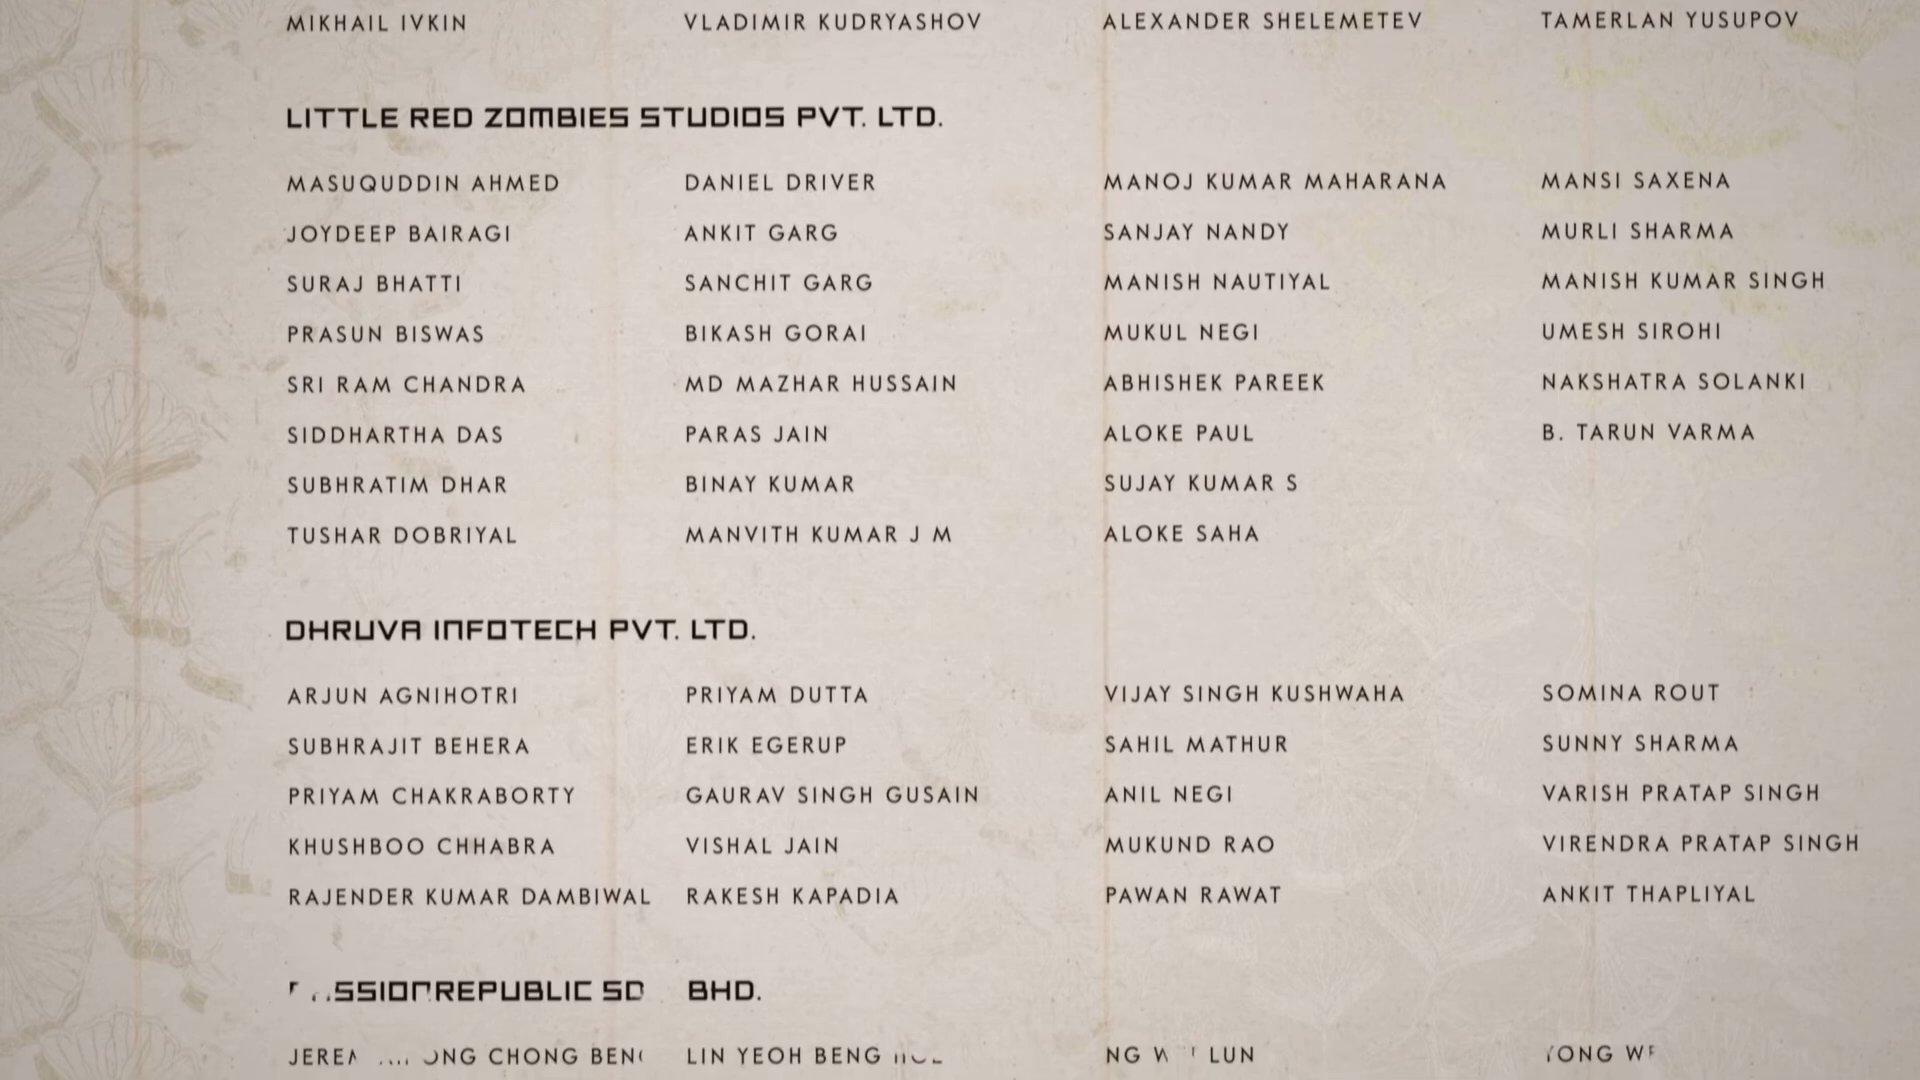 MIKHAIL IVKIN VLADIMIR KUDRYASHOV ALEXANDER SHELEMETEV TAMERLAN YUSUPOV
LITTLE RED ZOMBIES STUDIOS PVT. LTD.
MASUQUDDIN AHMED DANIEL DRIVER MANOJ KUMAR MAHARANA MANSI SAXENA
JOYDEEP BAIRAGI ANKIT GARG SANJAY NANDY MURLI SHARMA
SURAJ BHATTI SANCHIT GARG MANISH NAUTIYAL MANISH KUMAR SINGH
PRASUN BISWAS BIKASH GORAI MUKUL NEGI UMESH SIROHI
SRI RAM CHANDRA MD MAZHAR HUSSAIN ABHISHEK PAREEK NAKSHATRA SOLANKI
SIDDHARTHA DAS PARAS JAIN ALOKE PAUL B. TARUN VARMA
SUBHRATIM DHAR BINAY KUMAR SUJAY KUMAR S
TUSHAR DOBRIYAL MANVITH KUMAR J M ALOKE SAHA
DHRUVA INFOTECH PVT. LTD.
ARJUN AGNIHOTRI PRIYAM DUTTA VIJAY SINGH KUSHWAHA SOMINA ROUT
SUBHRAJIT BEHERA ERIK EGERUP SAHIL MATHUR SUNNY SHARMA
PRIYAM CHAKRABORTY GAURAV SINGH GUSAIN ANIL NEGI VARISH PRATAP SINGH
KHUSHBOO CHHABRA VISHAL JAIN MUKUND RAO VIRENDRA PRATAP SINGH
RAJENDER KUMAR DAMBIWAL RAKESH KAPADIA PAWAN RAWAT ANKIT THAPLIYAL
BHD.
CHONG LIN YEOH BENG NG LUN